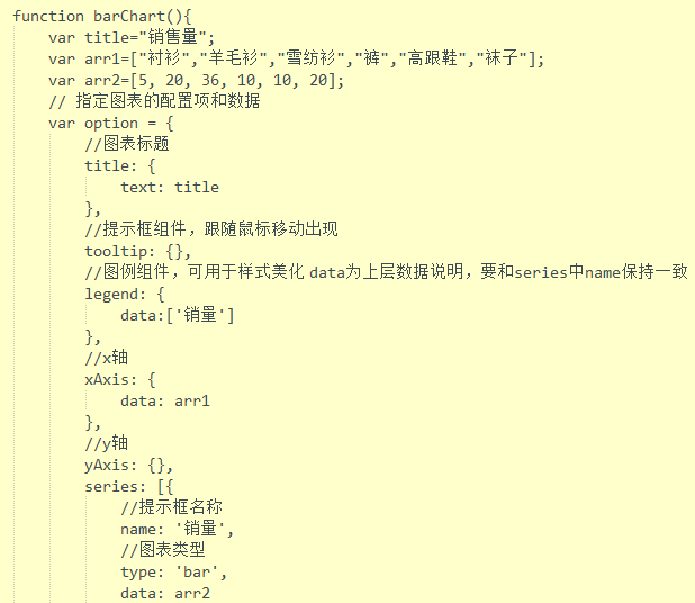 function barChart(){
    var title="销售量";
    var arr1=["衬衫","羊毛衫","雪纺衫","裤","高跟鞋","袜子"];
    var arr2=[5, 20, 36, 10, 10, 20];
    // 指定图表的配置项和数据
    var option = {
        //图表标题
        title: {
            text: title
        },
        //提示框组件，跟随鼠标移动出现
        tooltip: {},
        //图例组件，可用于样式美化 data为上层数据说明，要和series中name保持一致
        legend: {
            data:['销量']
        },
        //x轴
        xAxis: {
            data: arr1
        },
        //y轴
        yAxis: {},
        series: [{
            //提示框名称
            name: '销量',
            //图表类型
            type: 'bar',
            data: arr2